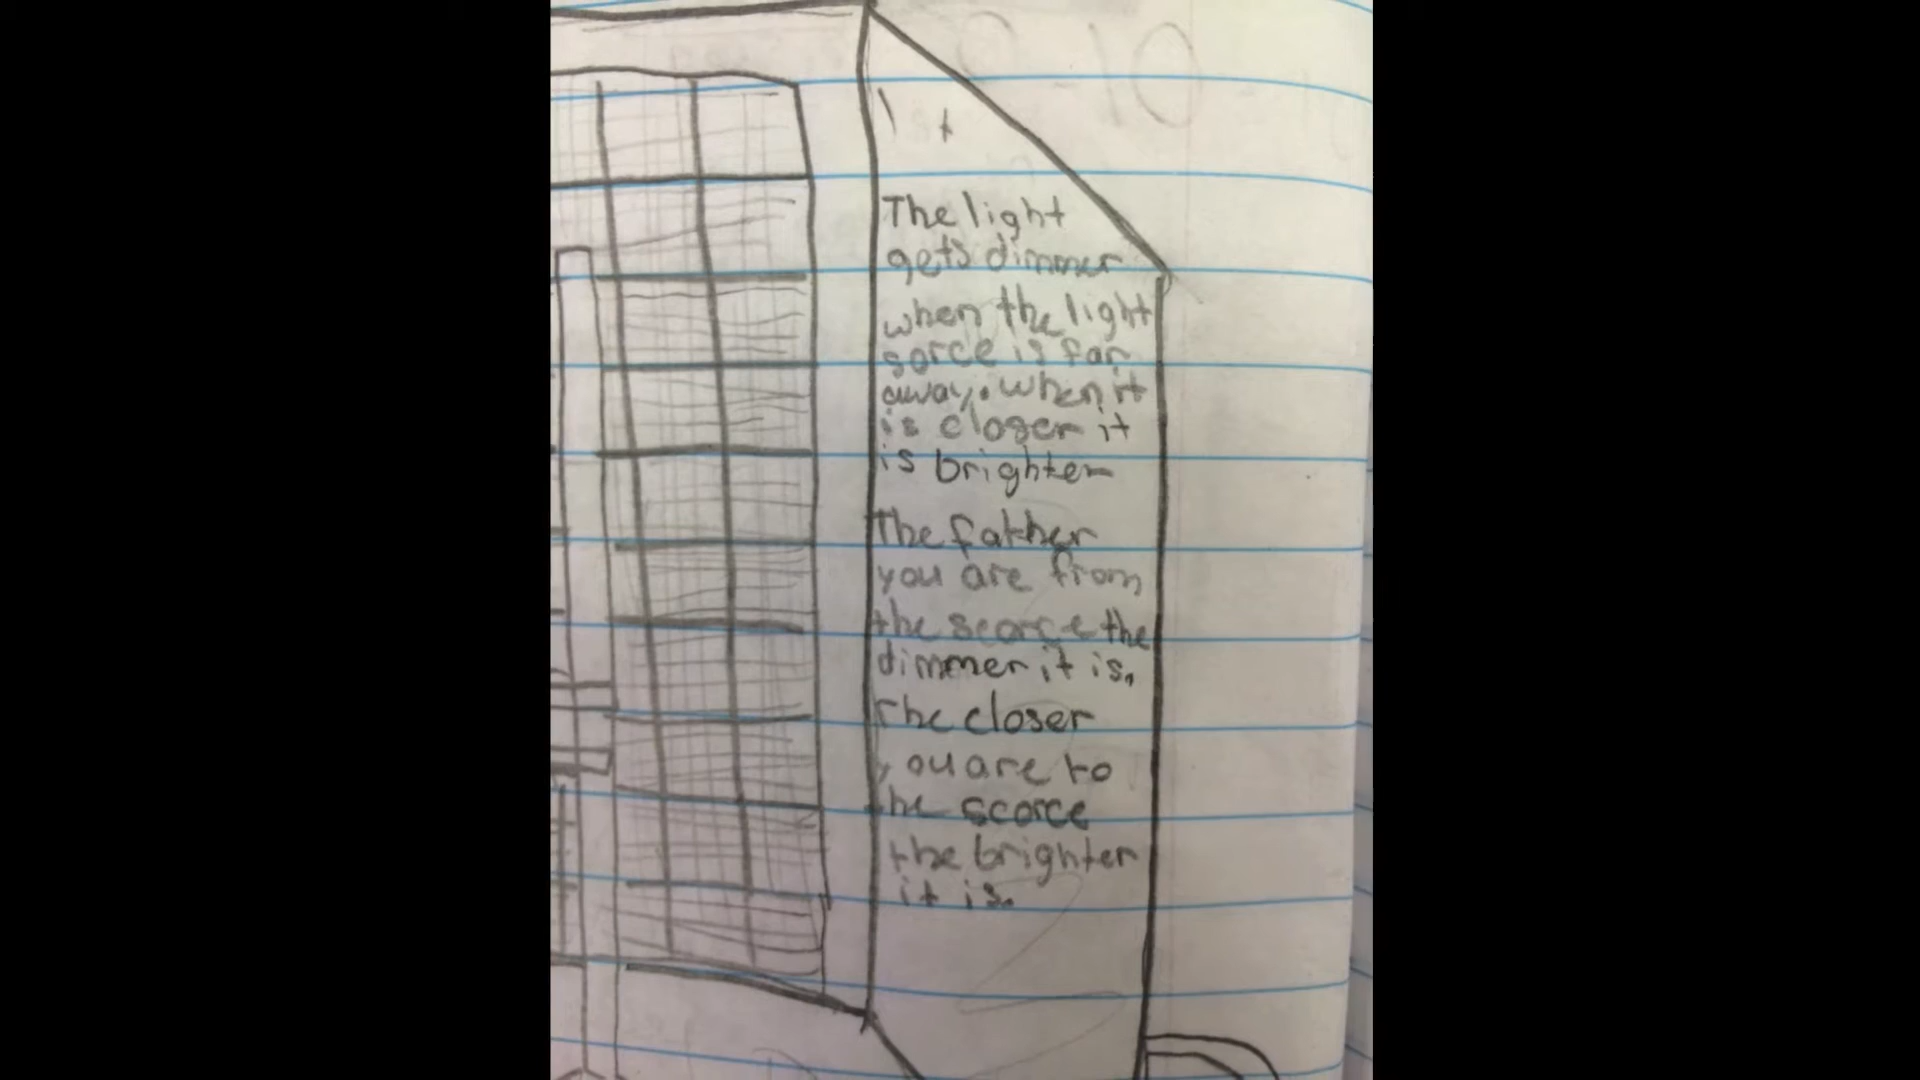 The light
gets dimmer
when the light
sorce is far
away. when it
is closer it
is brighter
The father
you are from
the scorce the
dimmer it is.
The closer
you are to
the scorce
the brighter
it is.